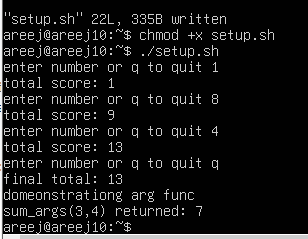 "setup.sh" 22L, 335B written
areej@areej10:~$ chmod +x setup.sh
areej@areej10:~$ ./setup.sh
enter number or q to quit 1
total score: 1
enter number or q to quit 8
total score: 9
enter number or q to quit 4
total score: 13
enter number or q to quit q
final total: 13
domeonstrationg arg func
sum_args(3,4) returned: 7
areej@areej10:~$